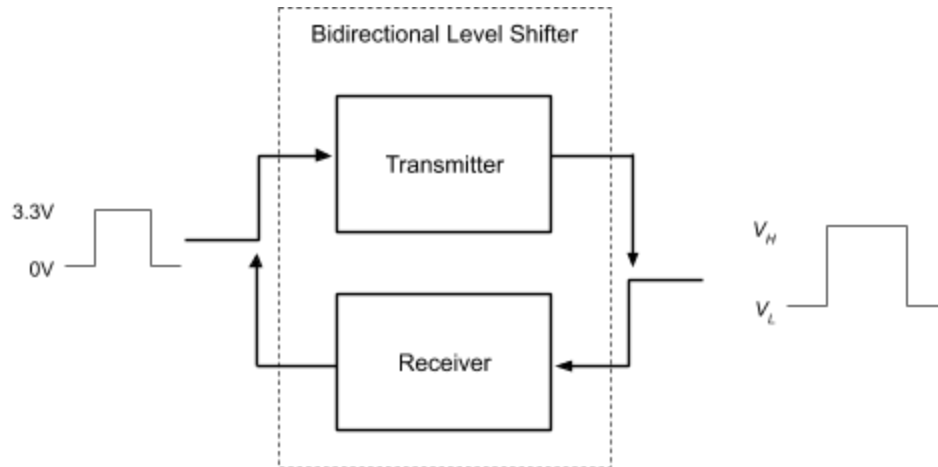 Bidirectional Level Shifter
Transmitter
3.3V
0V
V_H
V_L
Receiver